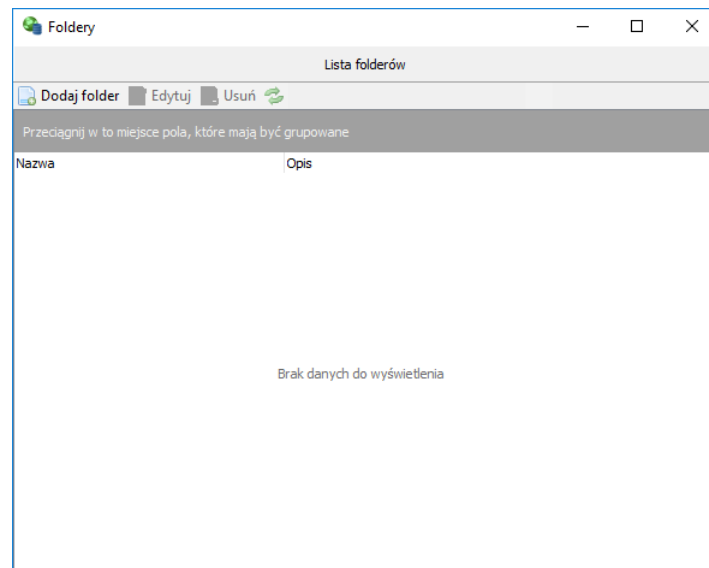 Foldery
Lista folderów
Dodaj folder Edytuj Usuń
Przeciągnij w to miejsce pola, które mają być grupowane
Nazwa Opis
Brak danych do wyświetlenia